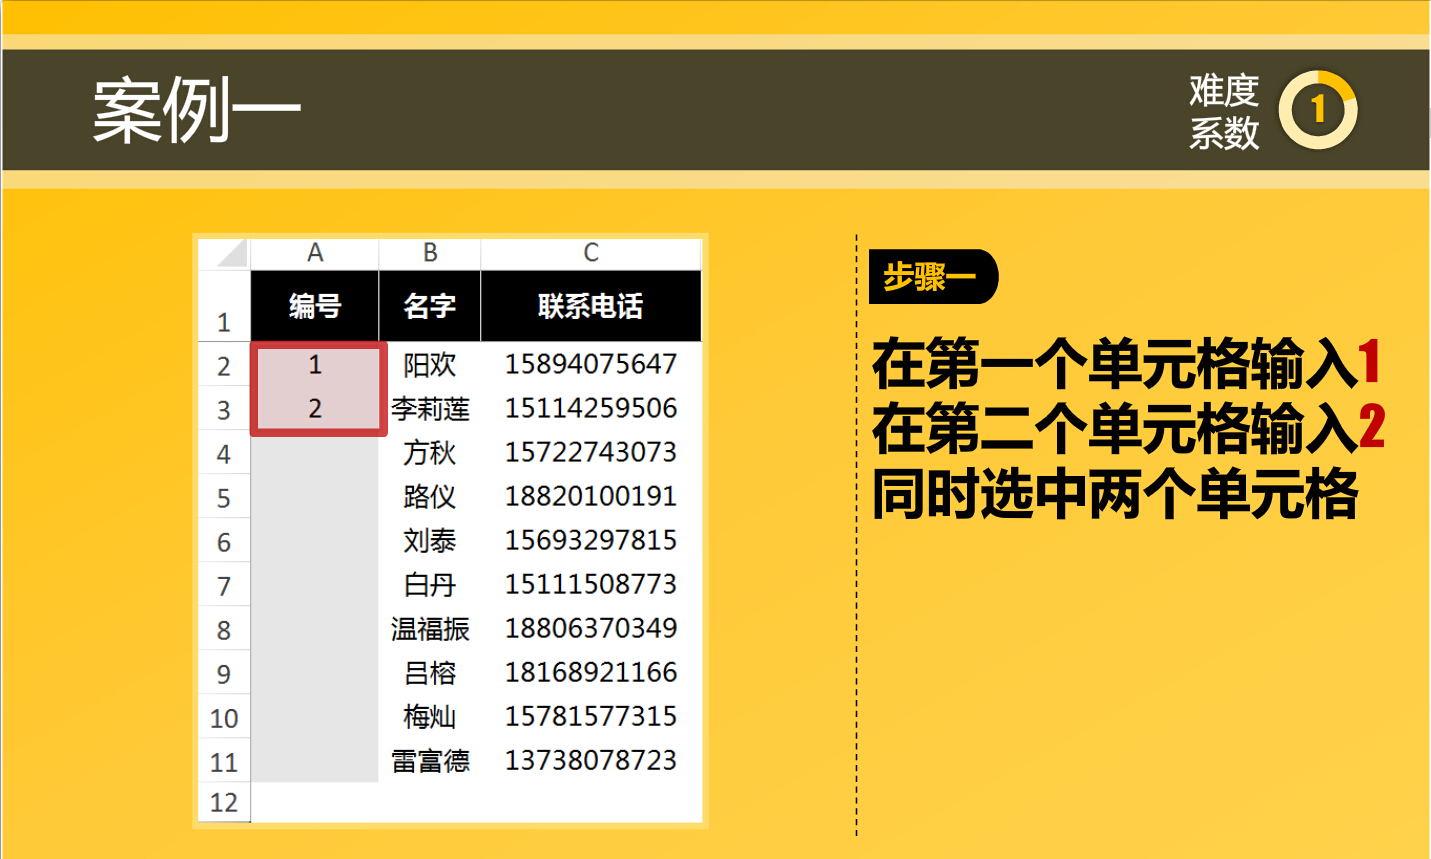 案例一
难度
系数
1
A B C
1 编号 名字 联系电话
2 1 阳欢 15894075647
3 2 李莉莲 15114259506
4 方秋 15722743073
5 路仪 18820100191
6 刘泰 15693297815
7 白丹 15111508773
8 温福振 18806370349
9 吕榕 18168921166
10 梅灿 15781577315
11 雷富德 13738078723
12
步骤一
在第一个单元格输入1
在第二个单元格输入2
同时选中两个单元格